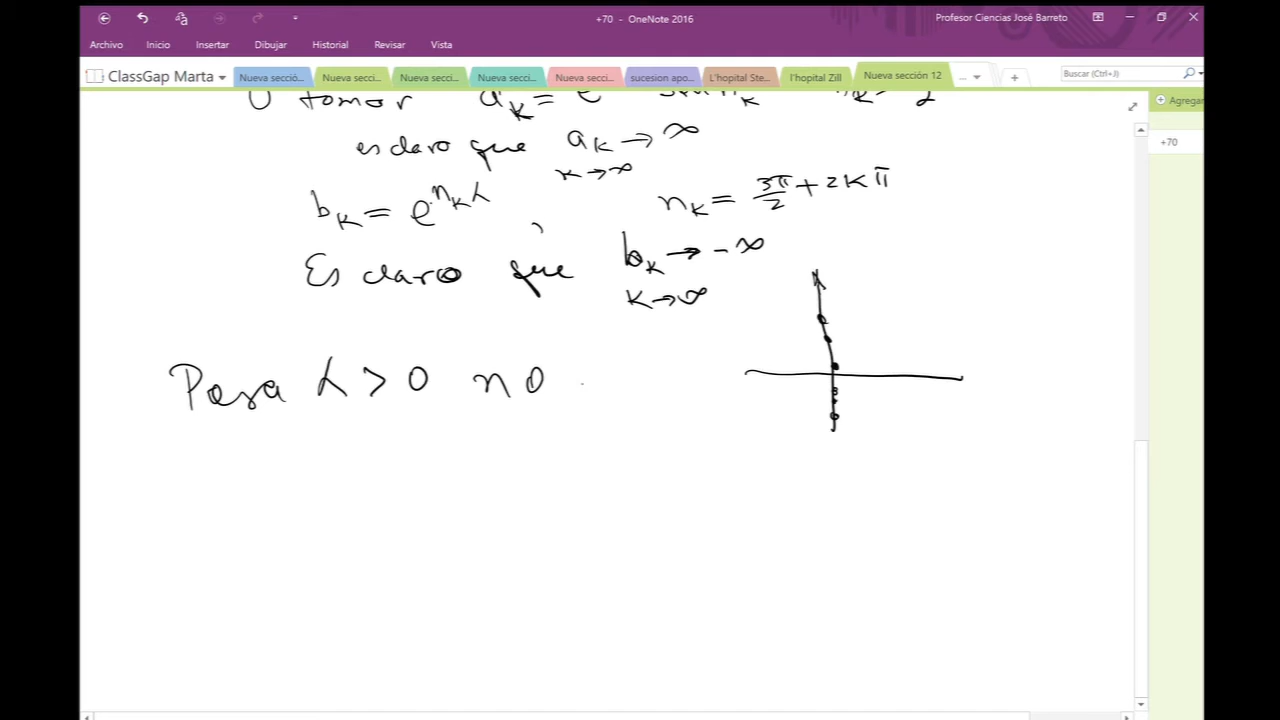 +70 - OneNote 2016
Profesor Ciencias José Barreto
Archivo Inicio Insertar Dibujar Historial Revisar Vista
ClassGap Marta Nueva secció... Nueva secci... Nueva secci... Nueva secci... Nueva secci... sucesion apo... L'hopital Ste... l'hopital Zill Nueva sección 12 ... + Buscar (Ctrl+J)
Agregar
+70
O tomar a_K = e
es claro que a_K → ∞
K → ∞
b_K = e^{n_K L} n_K = 3π/2 + 2Kπ
Es claro que b_K → -∞
K → ∞
Para L > 0 no